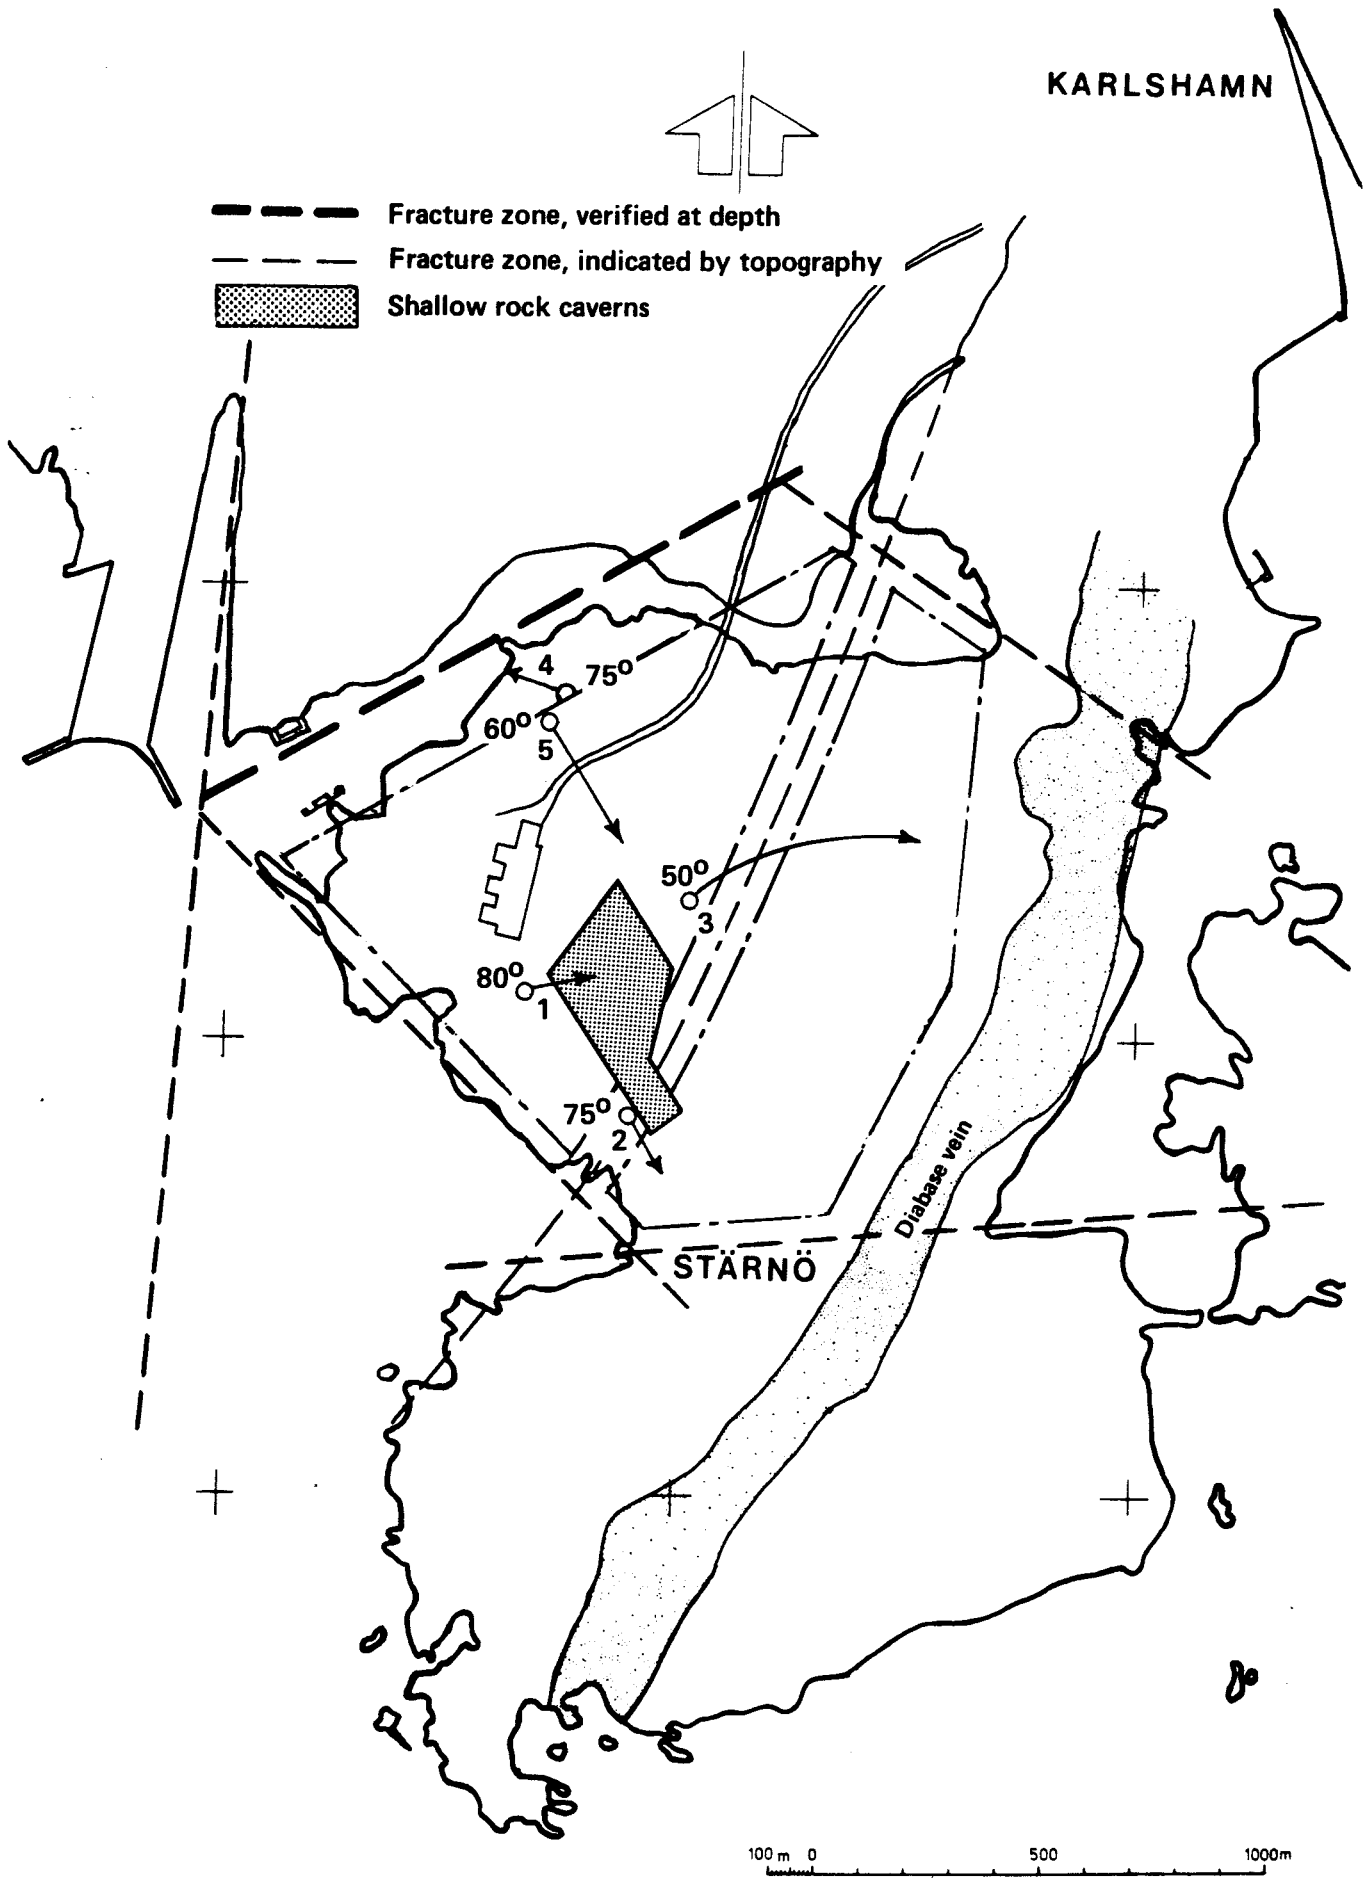 KARLSHAMN
Fracture zone, verified at depth
Fracture zone, indicated by topography
Shallow rock caverns
4
75°
60°
5
50°
3
80°
1
75°
2
Diabase vein
STÄRNÖ
100 m 0 500 1000m